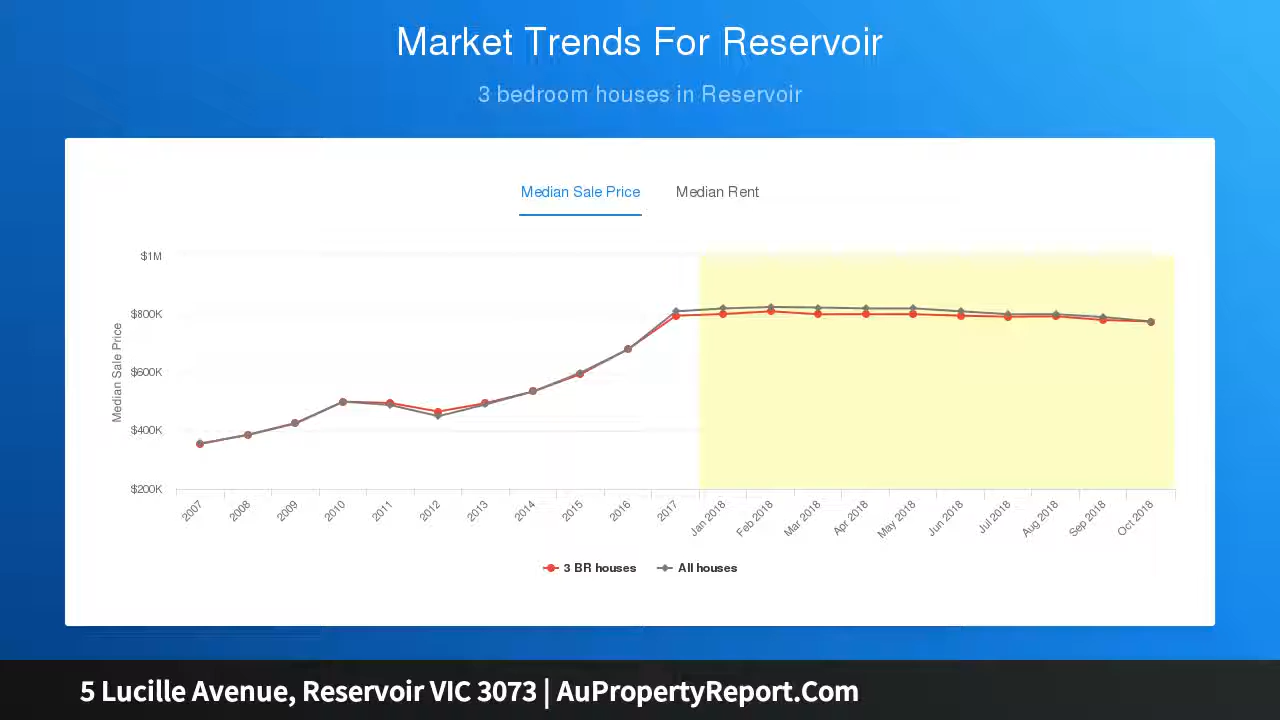 Market Trends For Reservoir
3 bedroom houses in Reservoir
Median Sale Price Median Rent
Median Sale Price
$1M
$800K
$600K
$400K
$200K
2007 2008 2009 2010 2011 2012 2013 2014 2015 2016 2017 Jan 2018 Feb 2018 Mar 2018 Apr 2018 May 2018 Jun 2018 Jul 2018 Aug 2018 Sep 2018 Oct 2018
3 BR houses All houses
5 Lucille Avenue, Reservoir VIC 3073 | AuPropertyReport.Com